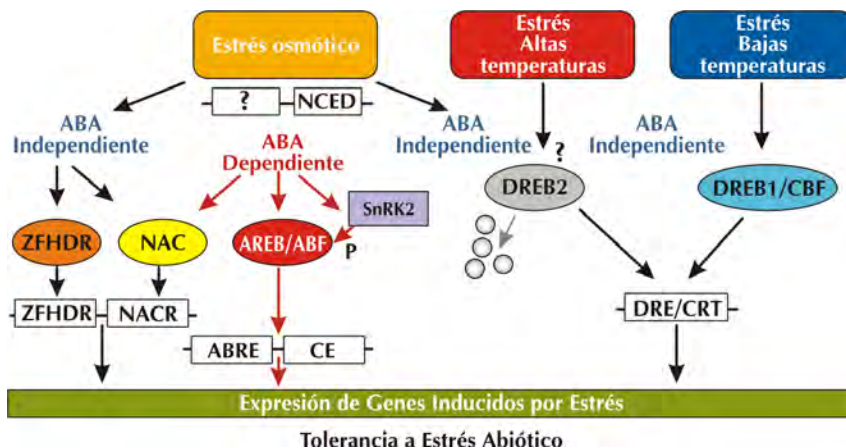 Estrés osmótico
Estrés
Altas
temperaturas
Estrés
Bajas
temperaturas
? NCED
ABA
Independiente
ABA
Dependiente
ABA
Independiente
?
ABA
Independiente
SnRK2
DREB2
DREB1/CBF
ZFHDR
NAC
AREB/ABF
P
ZFHDR NACR
DRE/CRT
ABRE CE
Expresión de Genes Inducidos por Estrés
Tolerancia a Estrés Abiótico